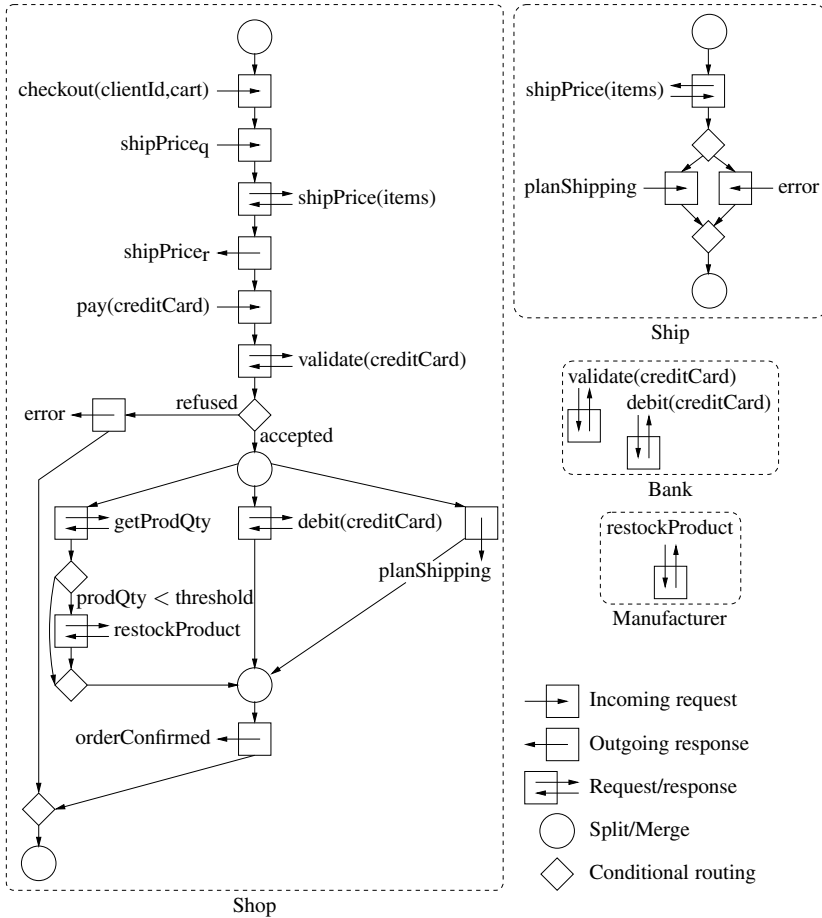 checkout(clientId,cart)
shipPriceq
shipPrice(items)
shipPricer
pay(creditCard)
validate(creditCard)
refused
error
accepted
getProdQty
debit(creditCard)
planShipping
prodQty < threshold
restockProduct
orderConfirmed
Shop
shipPrice(items)
planShipping
error
Ship
validate(creditCard)
debit(creditCard)
Bank
restockProduct
Manufacturer
Incoming request
Outgoing response
Request/response
Split/Merge
Conditional routing